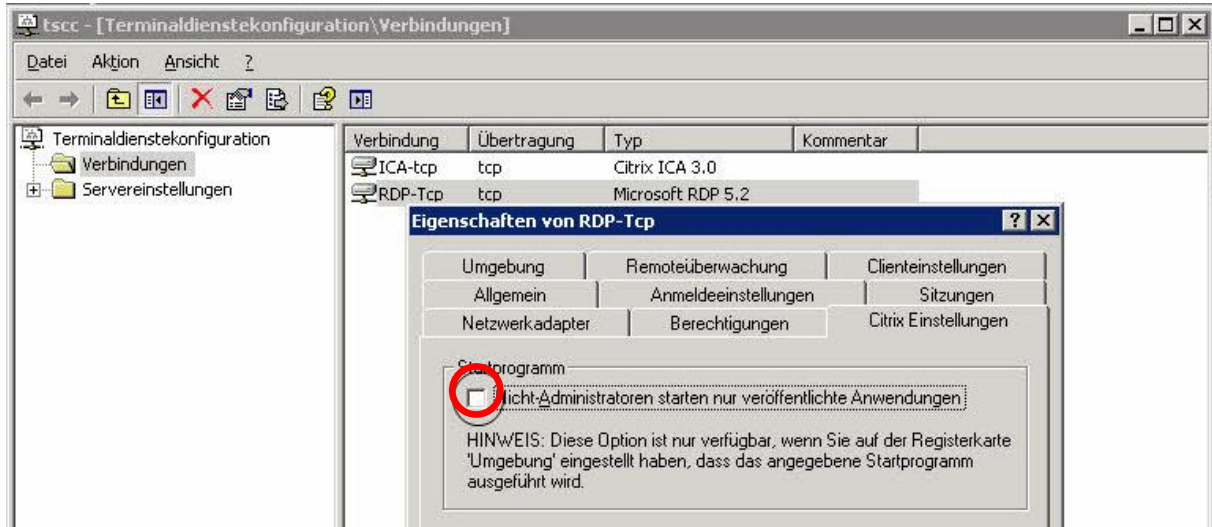 tscc - [Terminaldienstekonfiguration\Verbindungen]
Datei Aktion Ansicht ?
Terminaldienstekonfiguration
Verbindungen
Servereinstellungen
Verbindung Übertragung Typ Kommentar
ICA-tcp tcp Citrix ICA 3.0
RDP-Tcp tcp Microsoft RDP 5.2
Eigenschaften von RDP-Tcp
Umgebung Remoteüberwachung Clienteinstellungen
Allgemein Anmeldeeinstellungen Sitzungen
Netzwerkadapter Berechtigungen Citrix Einstellungen
Startprogramm
Nicht-Administratoren starten nur veröffentlichte Anwendungen
HINWEIS: Diese Option ist nur verfügbar, wenn Sie auf der Registerkarte
'Umgebung' eingestellt haben, dass das angegebene Startprogramm
ausgeführt wird.